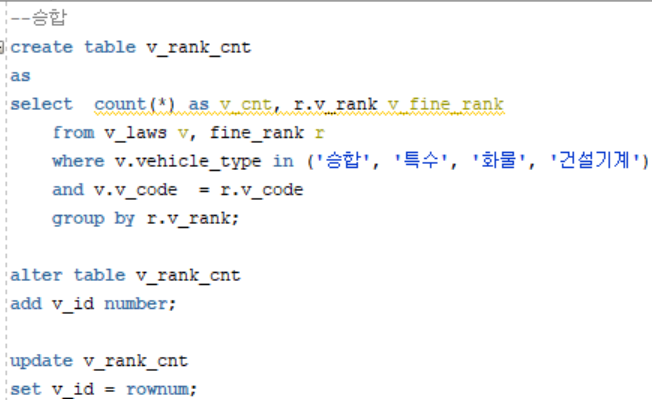 --승합
create table v_rank_cnt
as
select  count(*) as v_cnt, r.v_rank v_fine_rank
    from v_laws v, fine_rank r
    where v.vehicle_type in ('승합', '특수', '화물', '건설기계')
    and v.v_code  = r.v_code
    group by r.v_rank;
alter table v_rank_cnt
add v_id number;
update v_rank_cnt
set v_id = rownum;